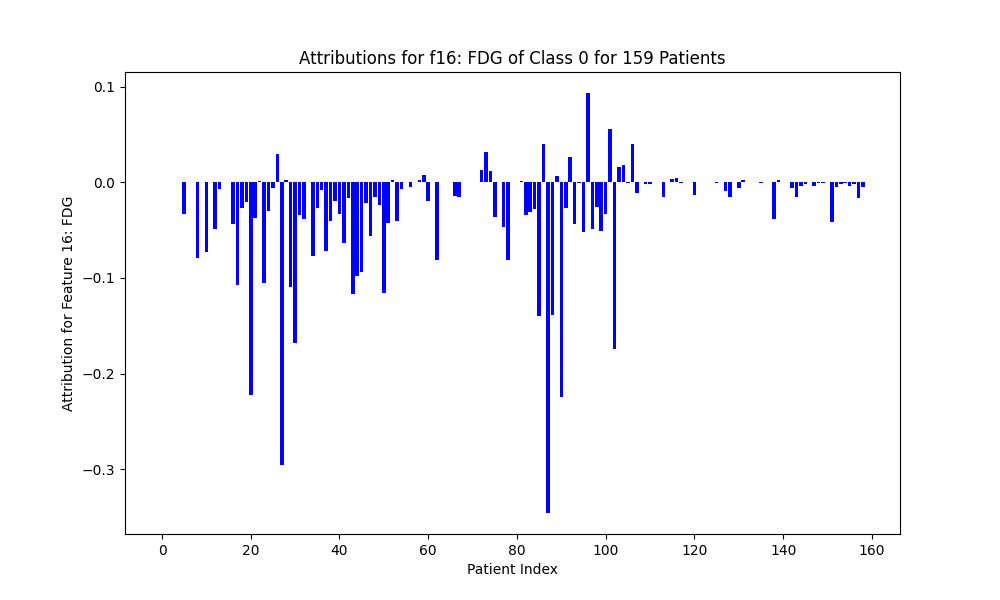 Attributions for f16: FDG of Class 0 for 159 Patients
Attribution for Feature 16: FDG
0.1
0.0
−0.1
−0.2
−0.3
0 20 40 60 80 100 120 140 160
Patient Index